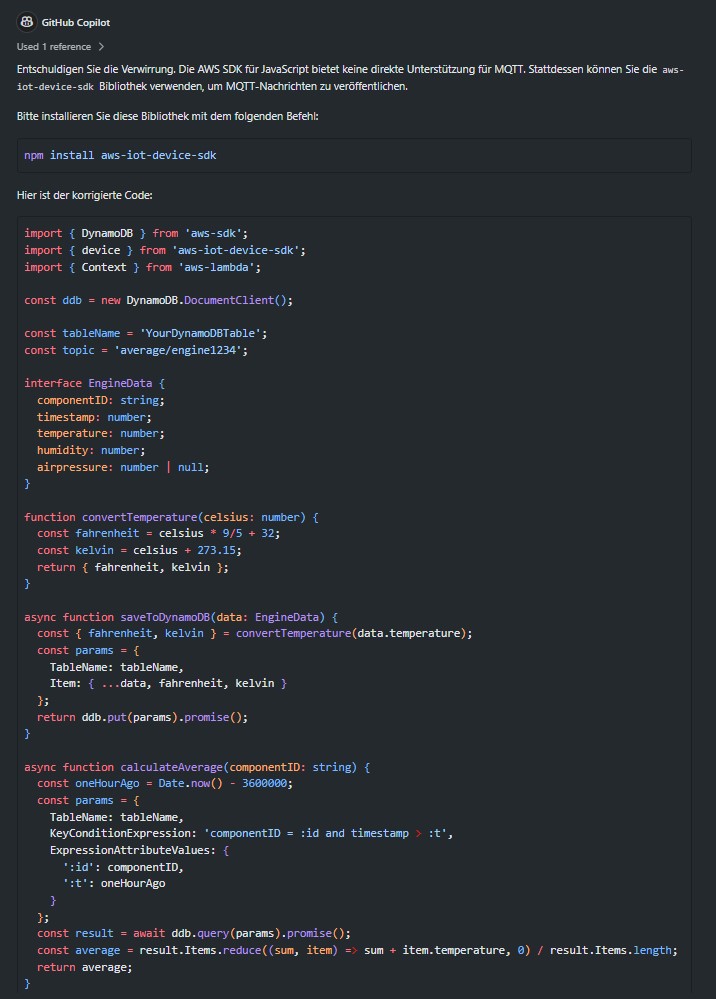 GitHub Copilot
Used 1 reference
Entschuldigen Sie die Verwirrung. Die AWS SDK für JavaScript bietet keine direkte Unterstützung für MQTT. Stattdessen können Sie die aws-
iot-device-sdk Bibliothek verwenden, um MQTT-Nachrichten zu veröffentlichen.
Bitte installieren Sie diese Bibliothek mit dem folgenden Befehl:
npm install aws-iot-device-sdk
Hier ist der korrigierte Code:
import { DynamoDB } from 'aws-sdk';
import { device } from 'aws-iot-device-sdk';
import { Context } from 'aws-lambda';
const ddb = new DynamoDB.DocumentClient();
const tableName = 'YourDynamoDBTable';
const topic = 'average/engine1234';
interface EngineData {
  componentID: string;
  timestamp: number;
  temperature: number;
  humidity: number;
  airpressure: number | null;
}
function convertTemperature(celsius: number) {
  const fahrenheit = celsius * 9/5 + 32;
  const kelvin = celsius + 273.15;
  return { fahrenheit, kelvin };
}
async function saveToDynamoDB(data: EngineData) {
  const { fahrenheit, kelvin } = convertTemperature(data.temperature);
  const params = {
    TableName: tableName,
    Item: { ...data, fahrenheit, kelvin }
  };
  return ddb.put(params).promise();
}
async function calculateAverage(componentID: string) {
  const oneHourAgo = Date.now() - 3600000;
  const params = {
    TableName: tableName,
    KeyConditionExpression: 'componentID = :id and timestamp > :t',
    ExpressionAttributeValues: {
      ':id': componentID,
      ':t': oneHourAgo
    }
  };
  const result = await ddb.query(params).promise();
  const average = result.Items.reduce((sum, item) => sum + item.temperature, 0) / result.Items.length;
  return average;
}